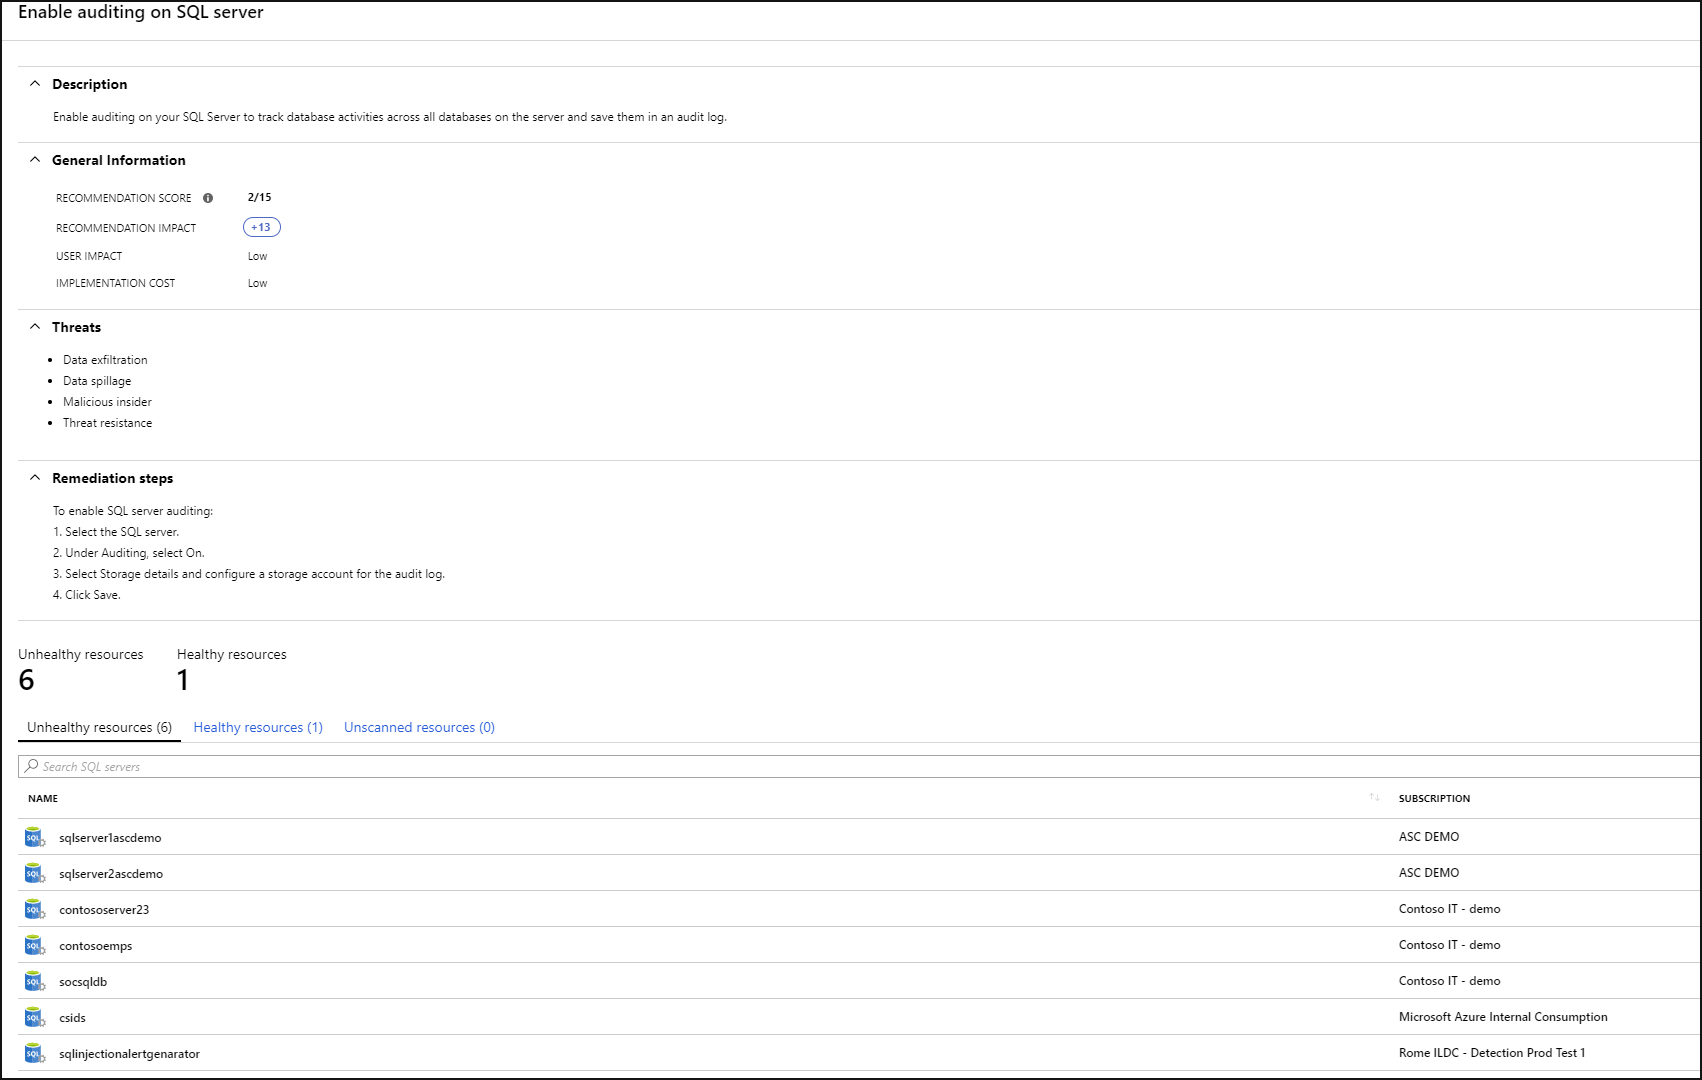 Enable auditing on SQL server
Description
Enable auditing on your SQL Server to track database activities across all databases on the server and save them in an audit log.
General Information
RECOMMENDATION SCORE 2/15
RECOMMENDATION IMPACT +13
USER IMPACT Low
IMPLEMENTATION COST Low
Threats
• Data exfiltration
• Data spillage
• Malicious insider
• Threat resistance
Remediation steps
To enable SQL server auditing:
1. Select the SQL server.
2. Under Auditing, select On.
3. Select Storage details and configure a storage account for the audit log.
4. Click Save.
Unhealthy resources Healthy resources
6 1
Unhealthy resources (6) Healthy resources (1) Unscanned resources (0)
Search SQL servers
NAME ↑↓ SUBSCRIPTION
SQL sqlserver1ascdemo ASC DEMO
SQL sqlserver2ascdemo ASC DEMO
SQL contososerver23 Contoso IT - demo
SQL contosoemps Contoso IT - demo
SQL socsqldb Contoso IT - demo
SQL csids Microsoft Azure Internal Consumption
SQL sqlinjectionalertgenarator Rome ILDC - Detection Prod Test 1